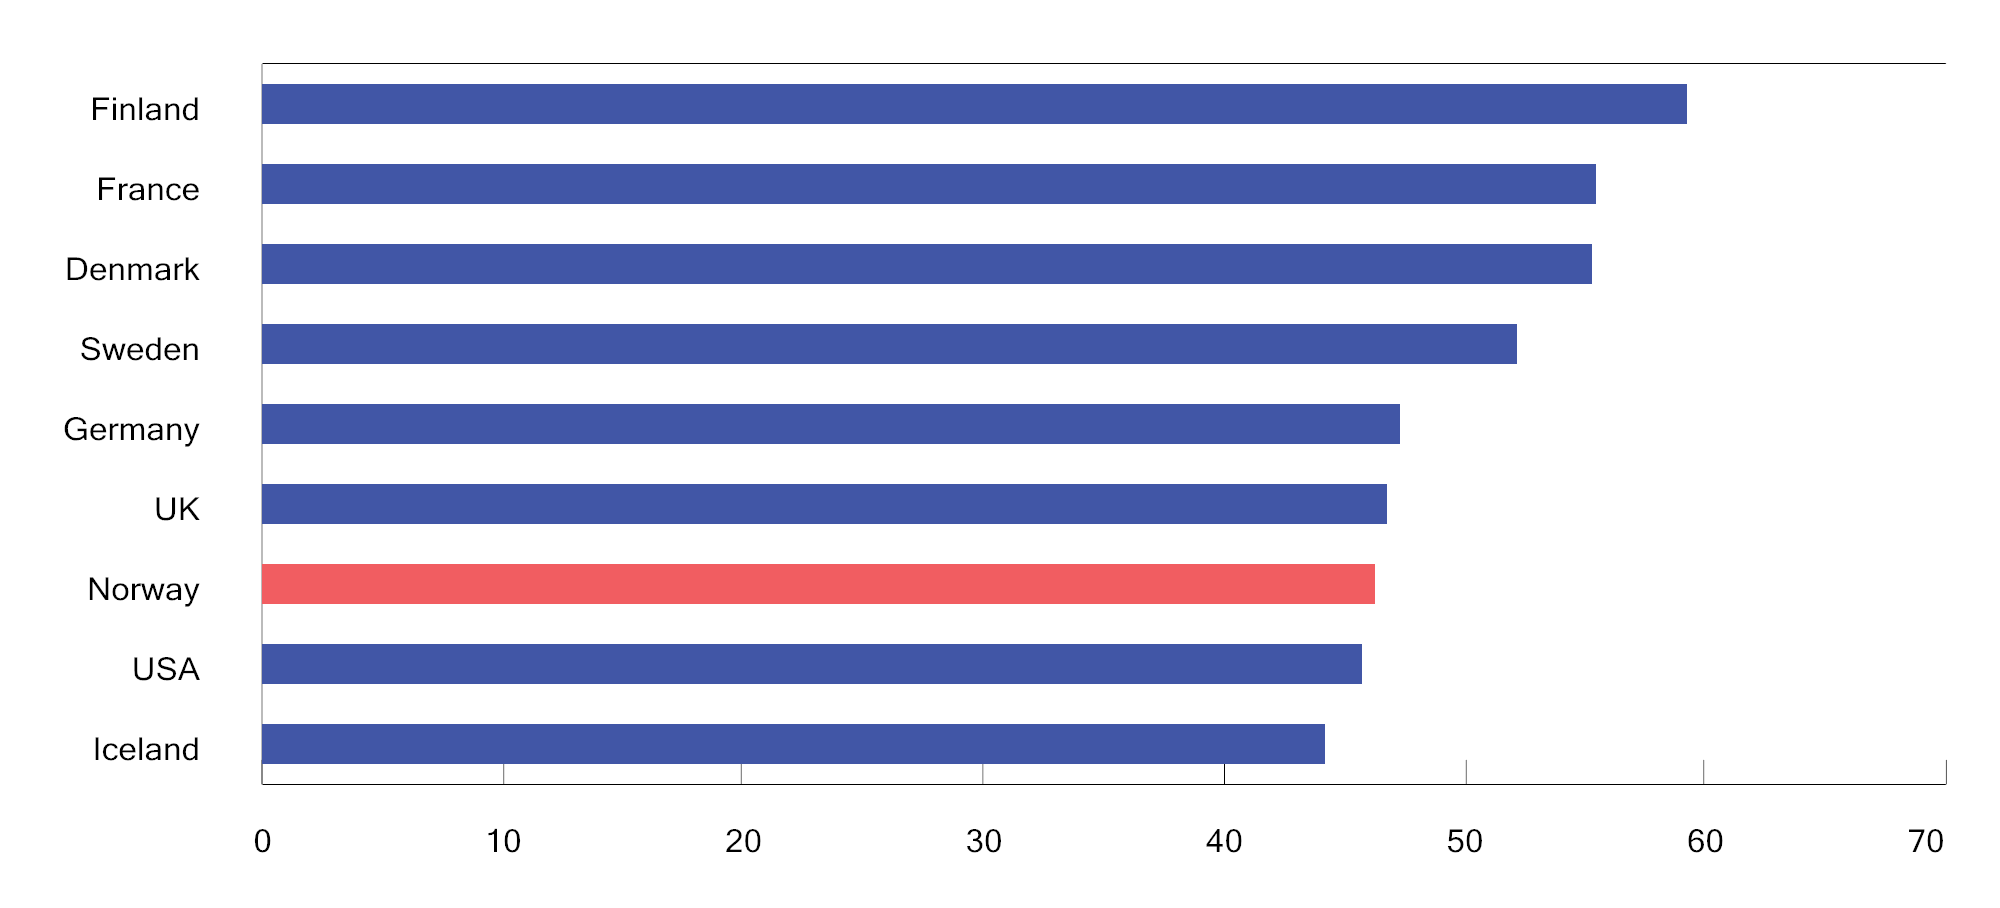 Finland
France
Denmark
Sweden
Germany
UK
Norway
USA
Iceland
0 10 20 30 40 50 60 70